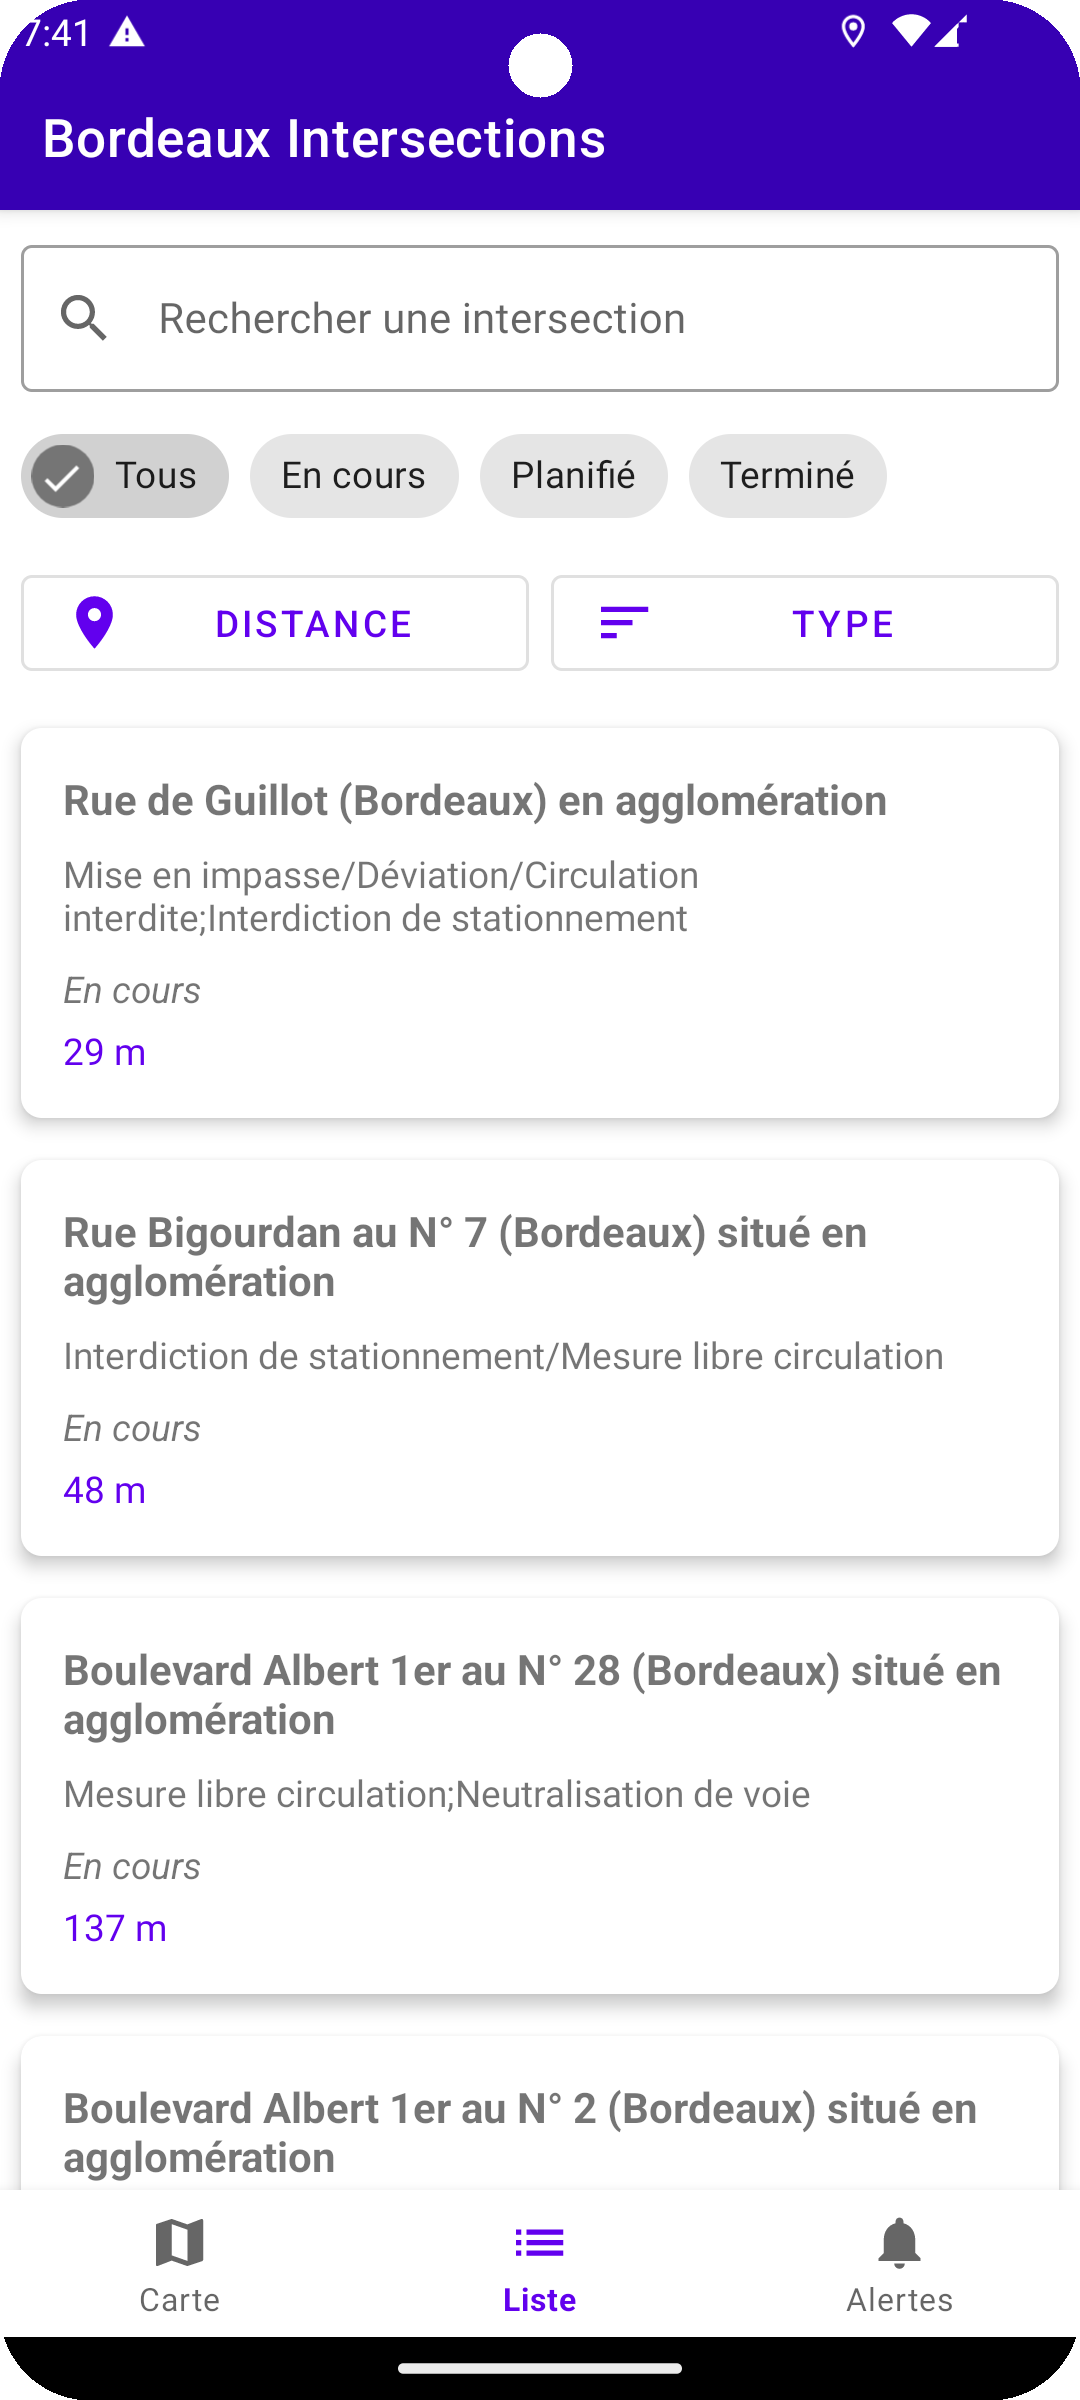 7:41
Bordeaux Intersections
Rechercher une intersection
Tous
En cours
Planifié
Terminé
DISTANCE
TYPE
Rue de Guillot (Bordeaux) en agglomération
Mise en impasse/Déviation/Circulation
interdite;Interdiction de stationnement
En cours
29 m
Rue Bigourdan au N° 7 (Bordeaux) situé en
agglomération
Interdiction de stationnement/Mesure libre circulation
En cours
48 m
Boulevard Albert 1er au N° 28 (Bordeaux) situé en
agglomération
Mesure libre circulation;Neutralisation de voie
En cours
137 m
Boulevard Albert 1er au N° 2 (Bordeaux) situé en
agglomération
Carte
Liste
Alertes